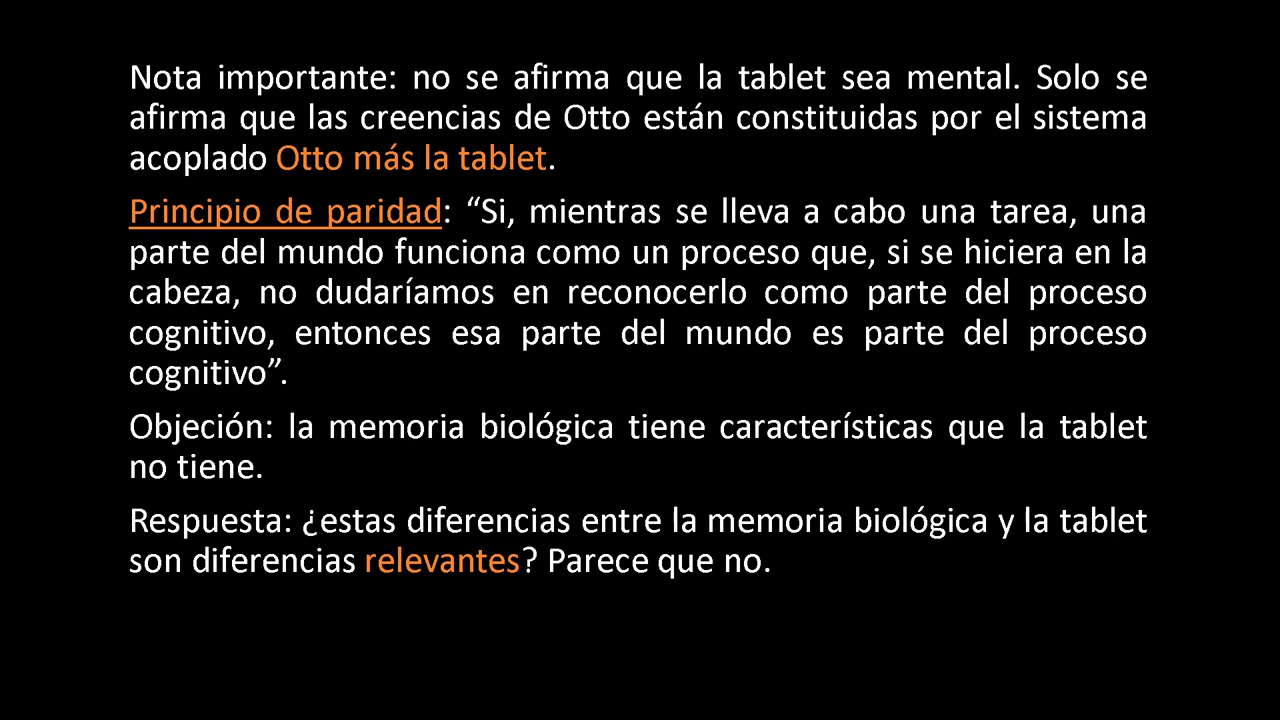 Nota importante: no se afirma que la tablet sea mental. Solo se
afirma que las creencias de Otto están constituidas por el sistema
acoplado Otto más la tablet.
Principio de paridad: “Si, mientras se lleva a cabo una tarea, una
parte del mundo funciona como un proceso que, si se hiciera en la
cabeza, no dudaríamos en reconocerlo como parte del proceso
cognitivo, entonces esa parte del mundo es parte del proceso
cognitivo”.
Objeción: la memoria biológica tiene características que la tablet
no tiene.
Respuesta: ¿estas diferencias entre la memoria biológica y la tablet
son diferencias relevantes? Parece que no.